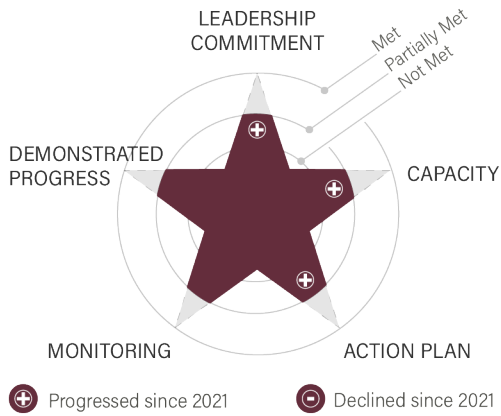 LEADERSHIP
COMMITMENT
Met
Partially Met
Not Met
DEMONSTRATED
PROGRESS
CAPACITY
MONITORING
ACTION PLAN
Progressed since 2021
Declined since 2021